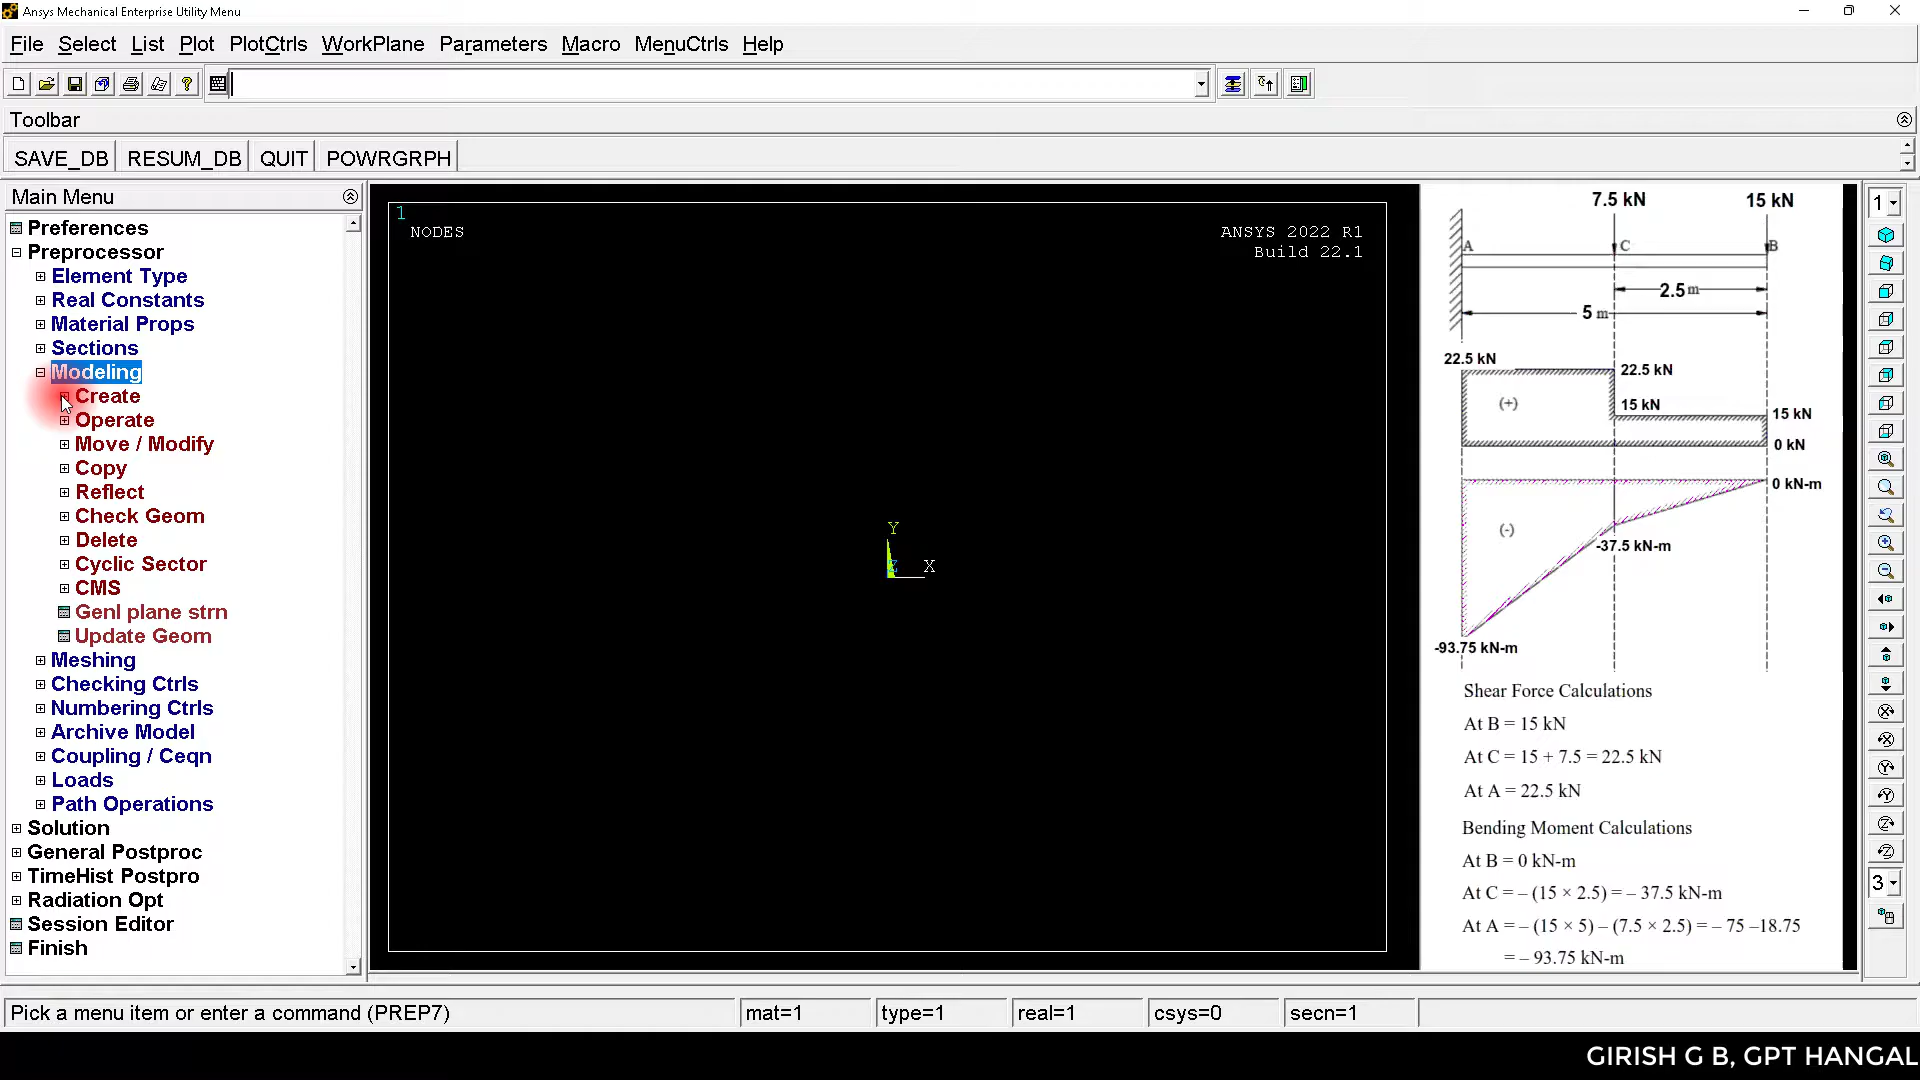 Ansys Mechanical Enterprise Utility Menu
File Select List Plot PlotCtrls WorkPlane Parameters Macro MenuCtrls Help
Toolbar
SAVE_DB RESUM_DB QUIT POWRGRPH
Main Menu
Preferences
Preprocessor
Element Type
Real Constants
Material Props
Sections
Modeling
Create
Operate
Move / Modify
Copy
Reflect
Check Geom
Delete
Cyclic Sector
CMS
Genl plane strn
Update Geom
Meshing
Checking Ctrls
Numbering Ctrls
Archive Model
Coupling / Ceqn
Loads
Path Operations
Solution
General Postproc
TimeHist Postpro
Radiation Opt
Session Editor
Finish
1
NODES
ANSYS 2022 R1
Build 22.1
Y
Z X
7.5 kN 15 kN
A C B
2.5 m
5 m
22.5 kN 22.5 kN
(+) 15 kN 15 kN
0 kN
0 kN-m
(-)
-37.5 kN-m
-93.75 kN-m
Shear Force Calculations
At B = 15 kN
At C = 15 + 7.5 = 22.5 kN
At A = 22.5 kN
Bending Moment Calculations
At B = 0 kN-m
At C = – (15 × 2.5) = – 37.5 kN-m
At A = – (15 × 5) – (7.5 × 2.5) = – 75 –18.75
= – 93.75 kN-m
1
3
Pick a menu item or enter a command (PREP7) mat=1 type=1 real=1 csys=0 secn=1
GIRISH G B, GPT HANGAL